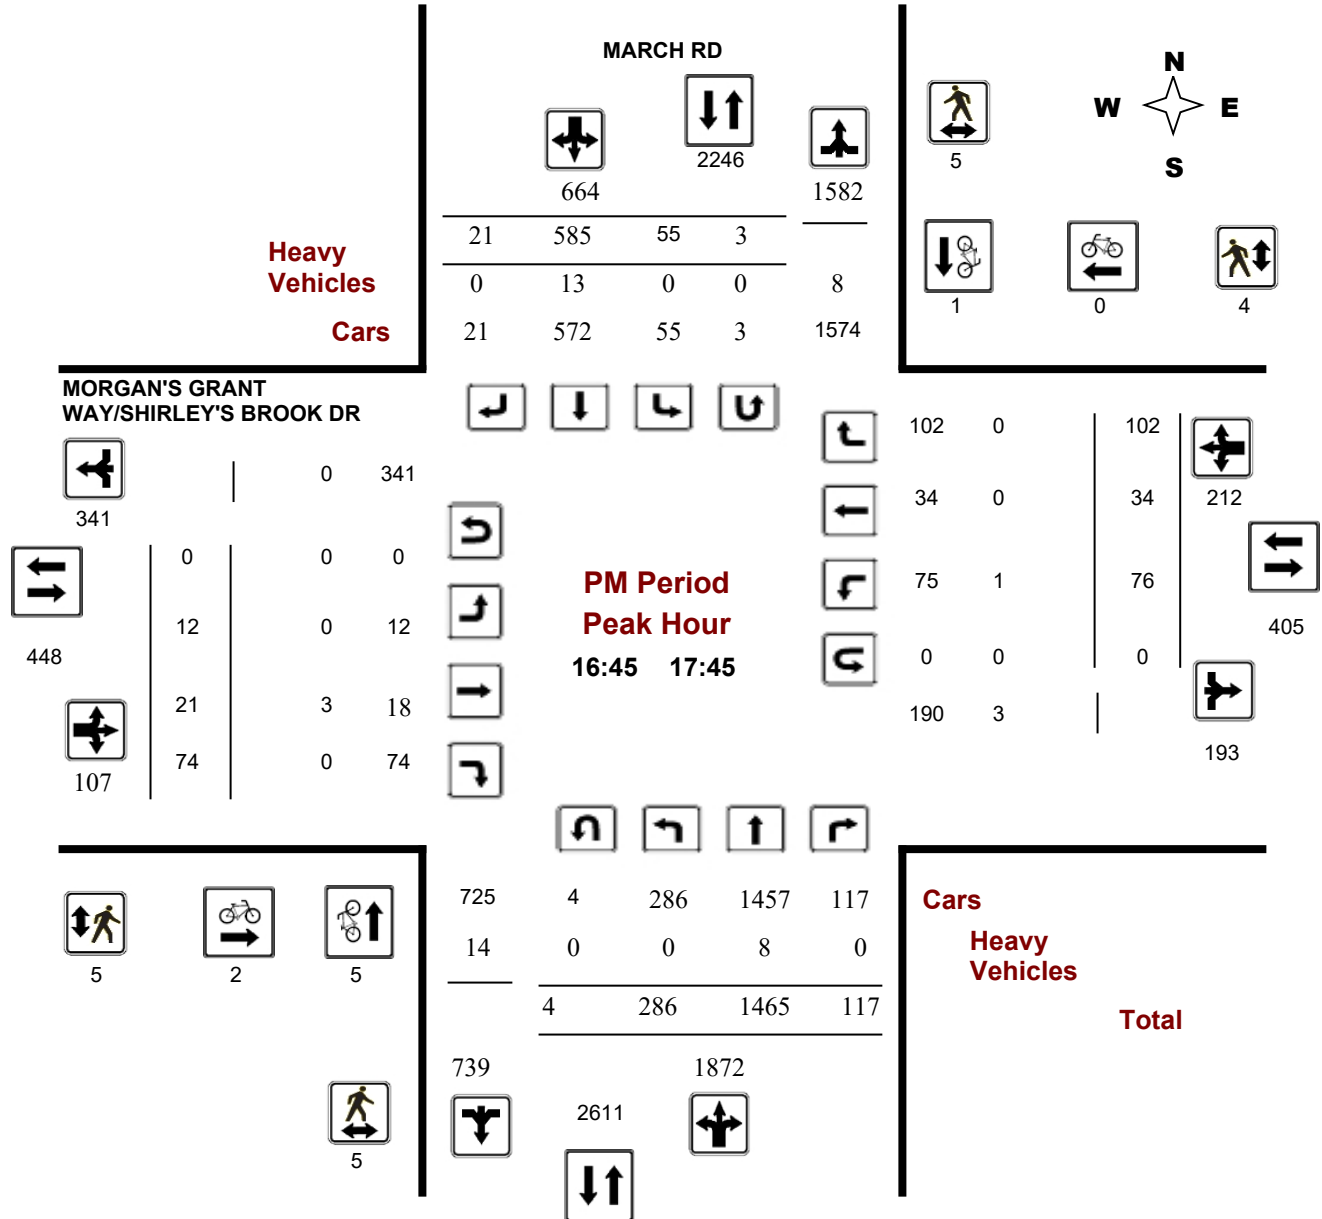 MARCH RD
N
W E
S
2246
5
664 1582
21 585 55 3
Heavy
Vehicles
0 13 0 0 8
1 0 4
Cars
21 572 55 3 1574
MORGAN'S GRANT
WAY/SHIRLEY'S BROOK DR
102 0 102
0 341
34 0 34 212
341
0 0 0
PM Period
75 1 76
Peak Hour
12 0 12
405
448
16:45 17:45
0 0 0
21 3 18
190 3
193
74 0 74
107
725 4 286 1457 117
Cars
14 0 0 8 0
Heavy
Vehicles
5 2 5
4 286 1465 117
Total
739 1872
2611
5